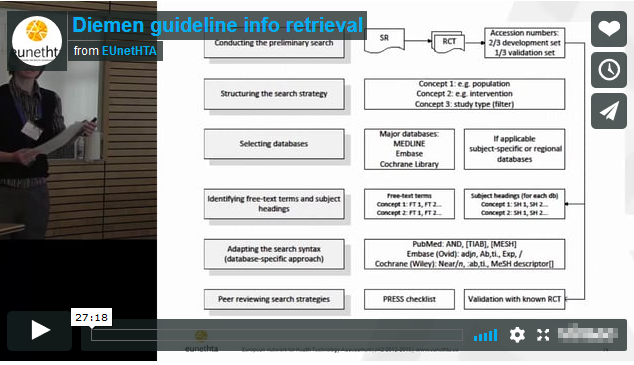 Diemen guideline info retrieval
from EUnetHTA
eunethta
Conducting the preliminary search
SR
RCT
Accession numbers:
2/3 development set
1/3 validation set
Structuring the search strategy
Concept 1: e.g. population
Concept 2: e.g. intervention
Concept 3: study type (filter)
Selecting databases
Major databases:
MEDLINE
Embase
Cochrane Library
If applicable
subject-specific or regional
databases
Identifying free-text terms and subject
headings
Free-text terms
Concept 1: FT 1, FT 2...
Concept 2: FT 1, FT 2...
Subject headings (for each db)
Concept 1: SH 1, SH 2...
Concept 2: SH 1, SH 2...
Adapting the search syntax
(database-specific approach)
PubMed: AND, [TIAB], [MESH]
Embase (Ovid): adjn, Ab,ti., Exp, /
Cochrane (Wiley): Near/n, :ab,ti., MeSH descriptor[]
Peer reviewing search strategies
PRESS checklist
Validation with known RCT
27:18
eunethta